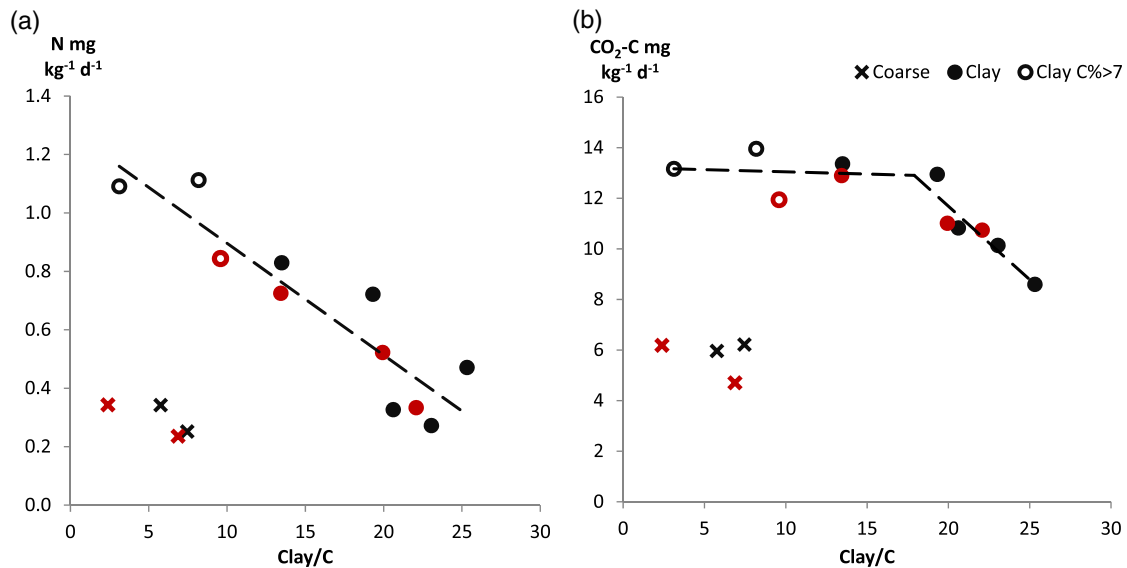 (a)
N mg
kg⁻¹ d⁻¹
1.4
1.2
1.0
0.8
0.6
0.4
0.2
0.0
0 5 10 15 20 25 30
Clay/C
(b)
CO₂-C mg
kg⁻¹ d⁻¹
Coarse Clay Clay C%>7
16
14
12
10
8
6
4
2
0
0 5 10 15 20 25 30
Clay/C